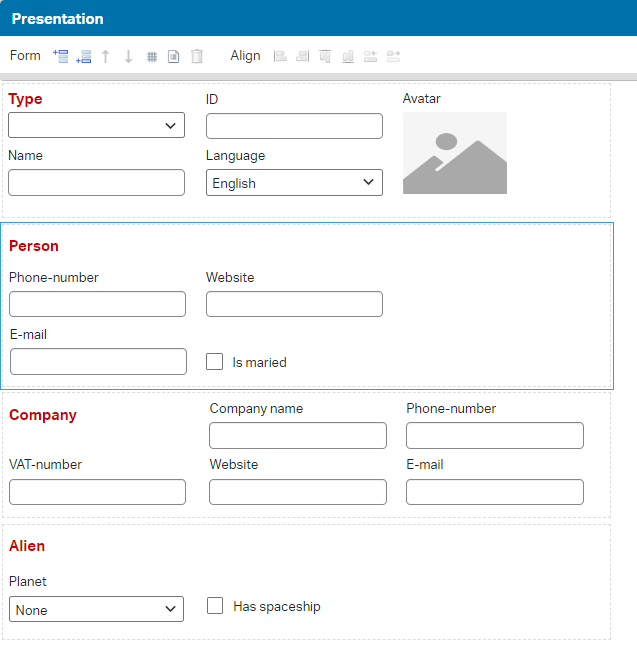 Presentation
Form Align
Type ID Avatar
Name Language
English
Person
Phone-number Website
E-mail
Is maried
Company Company name Phone-number
VAT-number Website E-mail
Alien
Planet
None Has spaceship